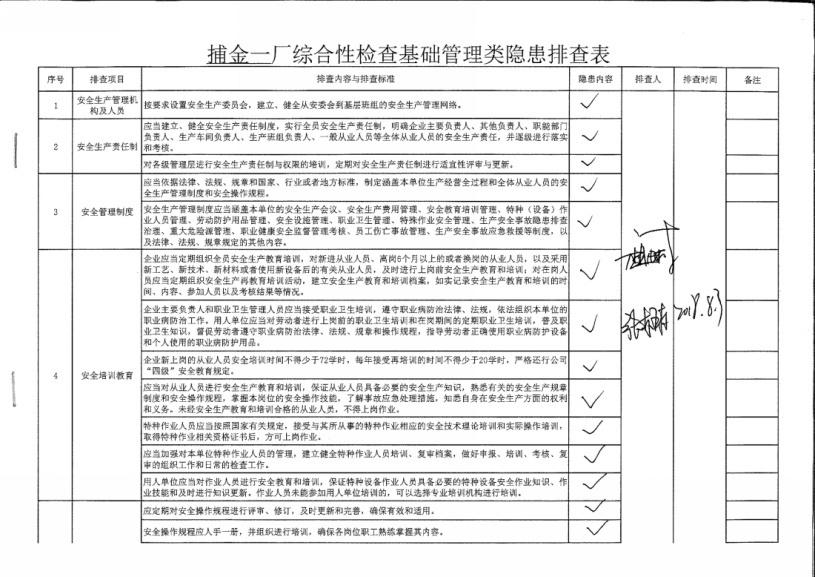 捕金一厂综合性检查基础管理类隐患排查表
序号 排查项目 排查内容与排查标准 隐患内容 排查人 排查时间 备注
1 安全生产管理机构及人员 按要求设置安全生产委员会，建立、健全从安委会到基层班组的安全生产管理网络。 ✓
2 安全生产责任制
应当建立、健全安全生产责任制度，实行全员安全生产责任制，明确企业主要负责人、其他负责人、职能部门
负责人、生产车间负责人、生产班组负责人、一般从业人员等全体从业人员的安全生产责任，并逐级进行落实
和考核。 ✓
对各级管理层进行安全生产责任制与权限的培训，定期对安全生产责任制进行适宜性评审与更新。 ✓
3 安全管理制度
应当依据法律、法规、规章和国家、行业或者地方标准，制定涵盖本单位生产经营全过程和全体从业人员的安
全生产管理制度和安全操作规程。 ✓
安全生产管理制度应当涵盖本单位的安全生产会议、安全生产费用管理、安全教育培训管理、特种（设备）作
业人员管理、劳动防护用品管理、安全设施管理、职业卫生管理、特殊作业安全管理、生产安全事故隐患排查
治理、重大危险源管理、职业健康安全监督管理考核、员工伤亡事故管理、生产安全事故应急救援等制度，以
及法律、法规、规章规定的其他内容。 ✓
4 安全培训教育
企业应当定期组织全员安全生产教育培训，对新进从业人员、离岗6个月以上的或者换岗的从业人员，以及采用
新工艺、新技术、新材料或者使用新设备后的有关从业人员，及时进行上岗前安全生产教育和培训；对在岗人
员应当定期组织安全生产再教育培训活动，建立安全生产教育和培训档案，如实记录安全生产教育和培训的时
间、内容、参加人员以及考核结果等情况。 ✓
企业主要负责人和职业卫生管理人员应当接受职业卫生培训，遵守职业病防治法律、法规，依法组织本单位的
职业病防治工作。用人单位应当对劳动者进行上岗前的职业卫生培训和在岗期间的定期职业卫生培训，普及职
业卫生知识，督促劳动者遵守职业病防治法律、法规、规章和操作规程，指导劳动者正确使用职业病防护设备
和个人使用的职业病防护用品。 ✓
2018.8.3
企业新上岗的从业人员安全培训时间不得少于72学时，每年接受再培训的时间不得少于20学时，严格还行公司
“四级”安全教育规定。 ✓
应当对从业人员进行安全生产教育和培训，保证从业人员具备必要的安全生产知识，熟悉有关的安全生产规章
制度和安全操作规程，掌握本岗位的安全操作技能，了解事故应急处理措施，知悉自身在安全生产方面的权利
和义务。未经安全生产教育和培训合格的从业人员，不得上岗作业。 ✓
特种作业人员应当按照国家有关规定，接受与其所从事的特种作业相应的安全技术理论培训和实际操作培训，
取得特种作业相关资格证书后，方可上岗作业。 ✓
应当加强对本单位特种作业人员的管理，建立健全特种作业人员培训、复审档案，做好申报、培训、考核、复
审的组织工作和日常的检查工作。 ✓
用人单位应当对作业人员进行安全教育和培训，保证特种设备作业人员具备必要的特种设备安全作业知识、作
业技能和及时进行知识更新。作业人员未能参加用人单位培训的，可以选择专业培训机构进行培训。 ✓
应定期对安全操作规程进行评审、修订，及时更新和完善，确保有效和适用。 ✓
安全操作规程应人手一册，并组织进行培训，确保各岗位职工熟练掌握其内容。 ✓